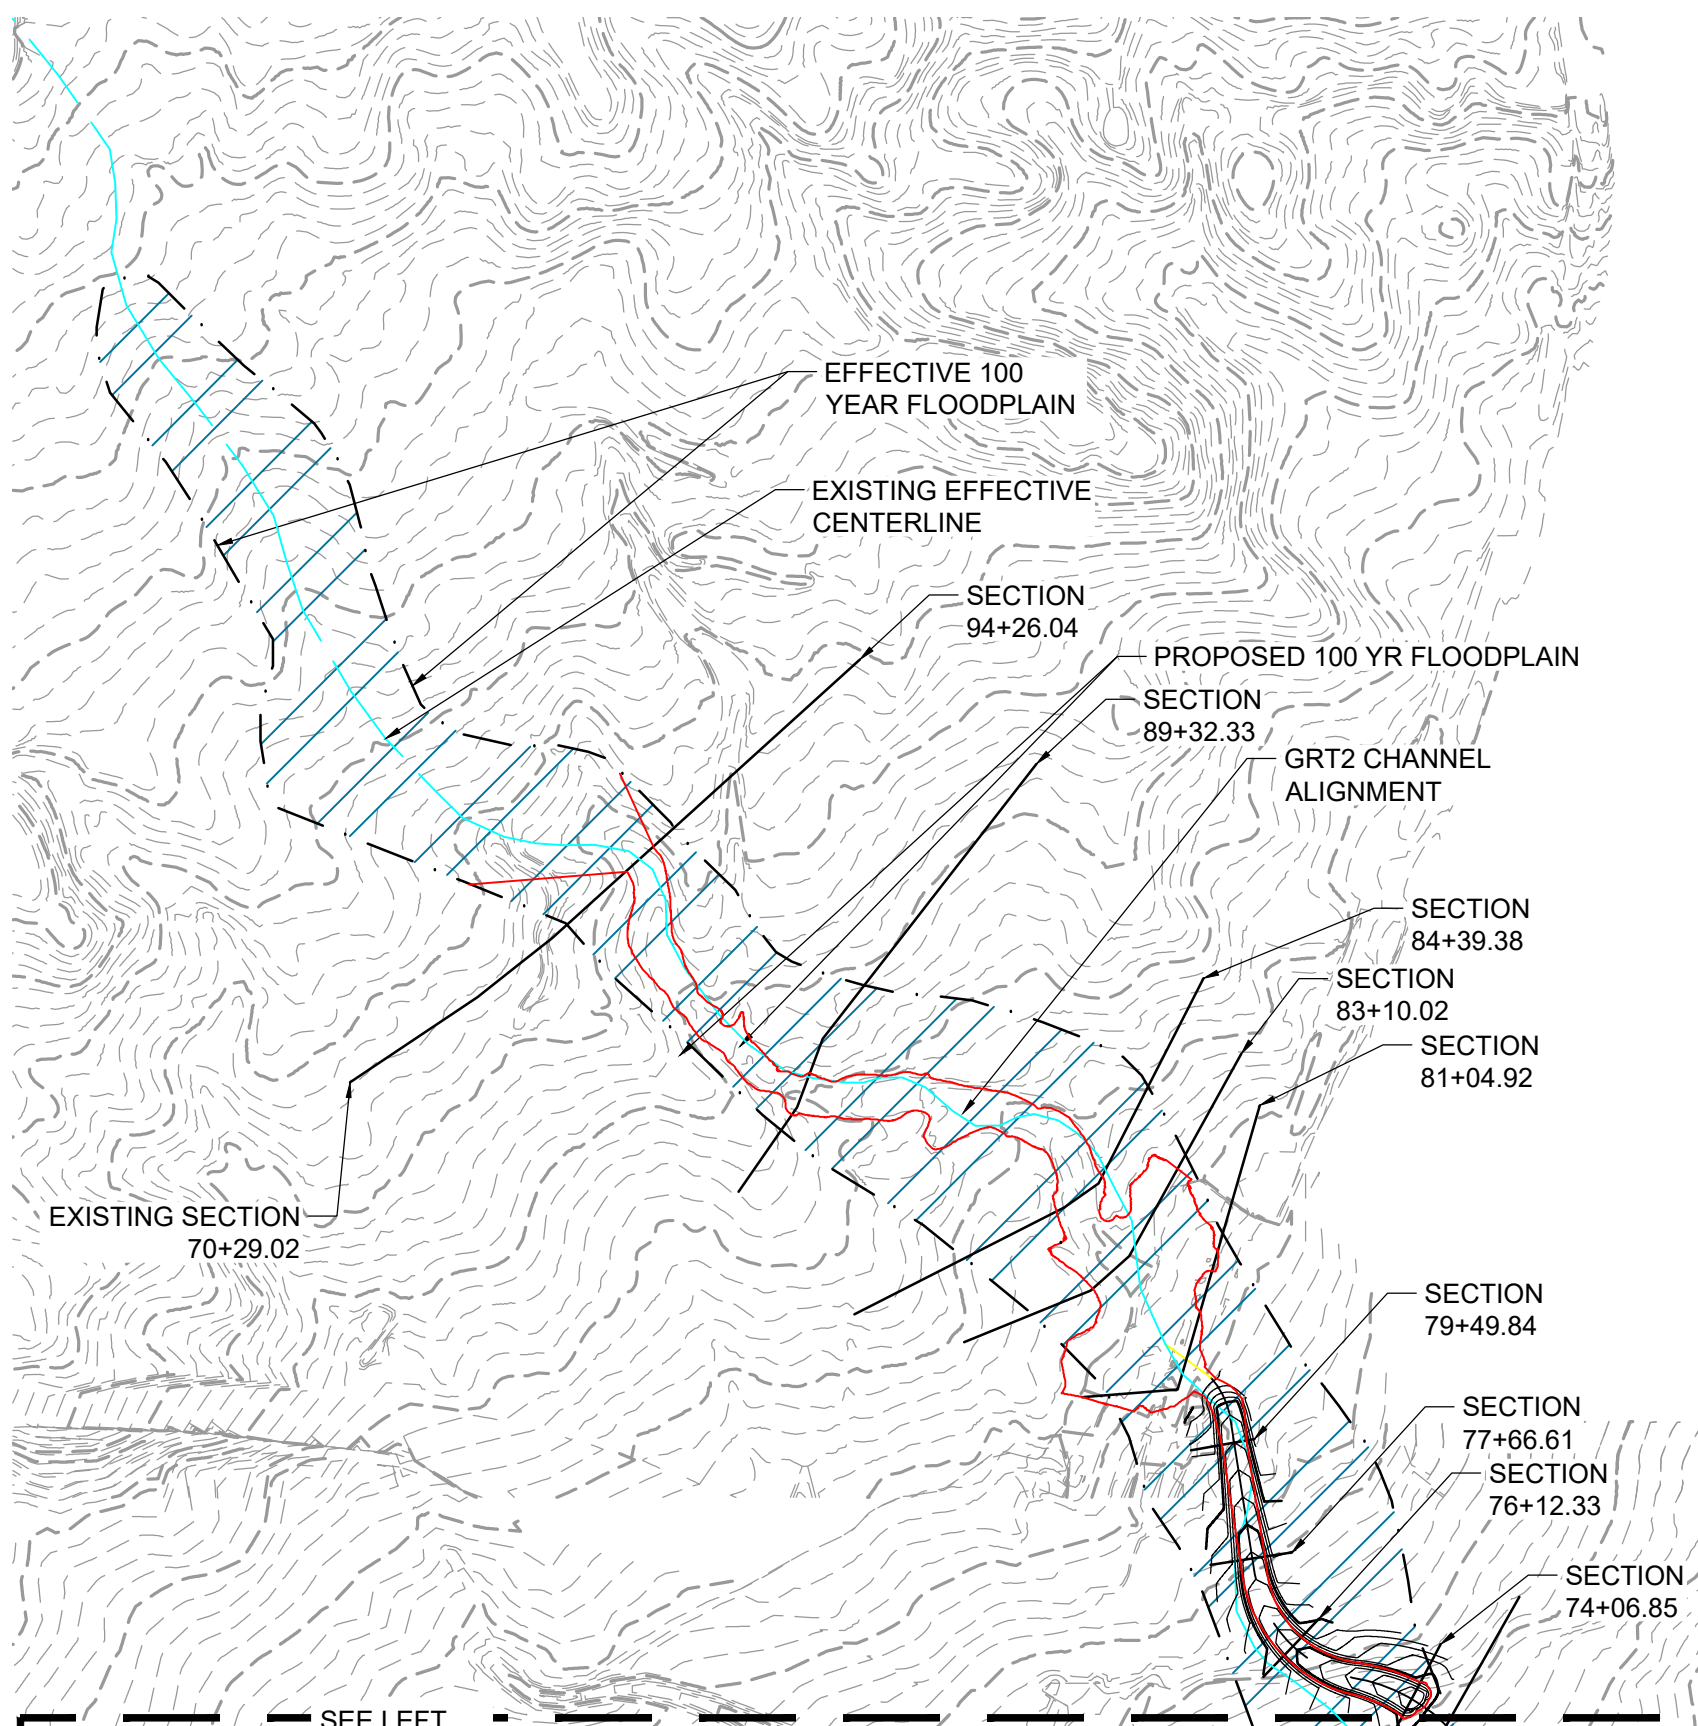 EFFECTIVE 100
YEAR FLOODPLAIN
EXISTING EFFECTIVE
CENTERLINE
SECTION
94+26.04
PROPOSED 100 YR FLOODPLAIN
SECTION
89+32.33
GRT2 CHANNEL
ALIGNMENT
SECTION
84+39.38
SECTION
83+10.02
SECTION
81+04.92
EXISTING SECTION
70+29.02
SECTION
79+49.84
SECTION
77+66.61
SECTION
76+12.33
SECTION
74+06.85
SEE LEFT